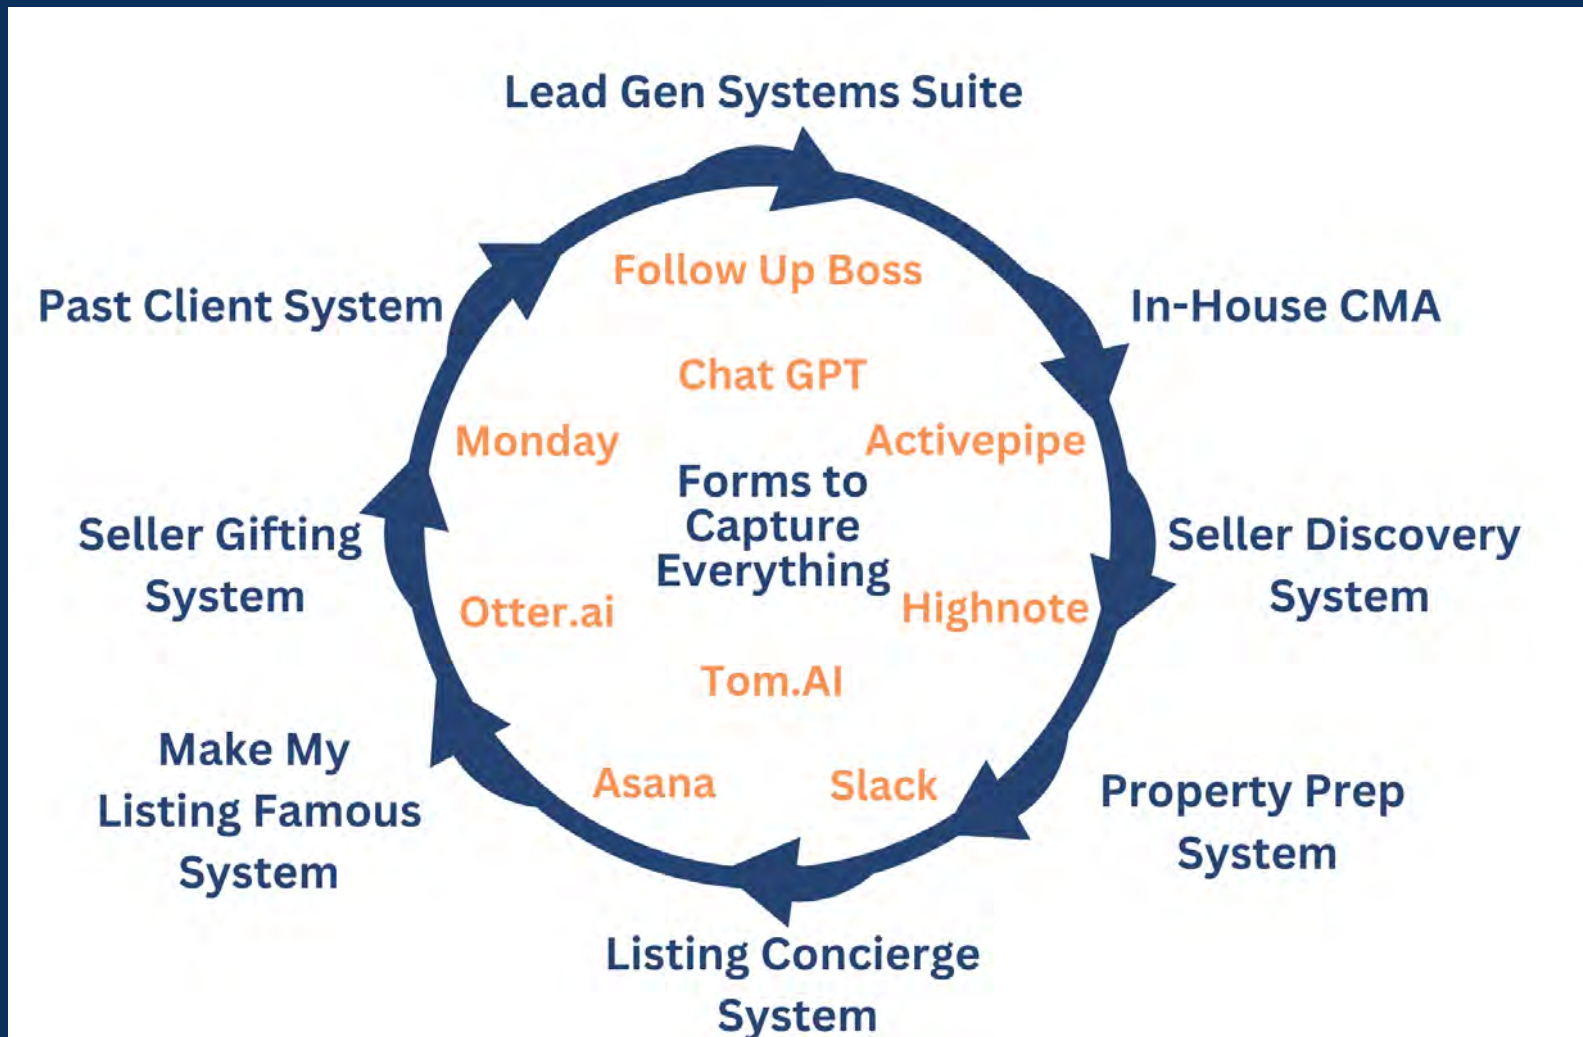 Lead Gen Systems Suite
Follow Up Boss
Past Client System
In-House CMA
Chat GPT
Monday
Activepipe
Forms to
Capture
Everything
Seller Gifting
System
Seller Discovery
System
Otter.ai
Highnote
Tom.AI
Make My
Listing Famous
System
Asana
Slack
Property Prep
System
Listing Concierge
System